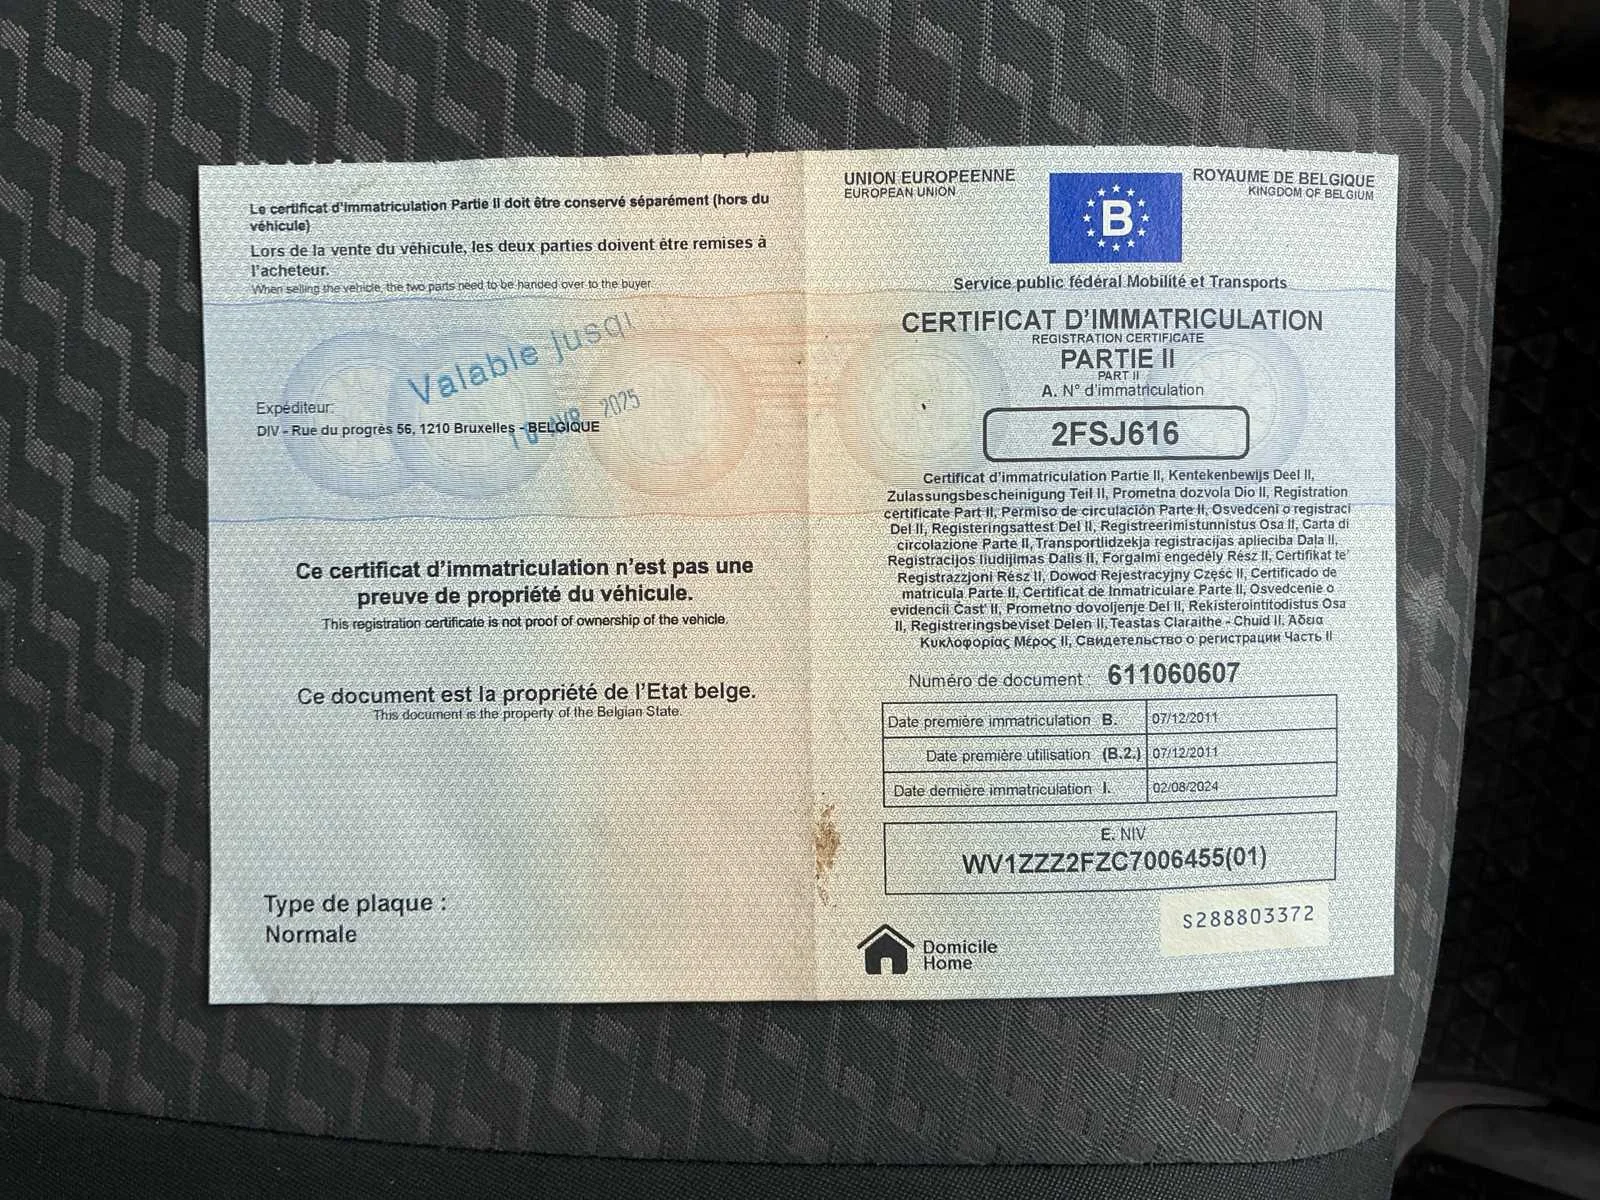 Le certificat d'immatriculation Partie II doit être conservé séparément (hors du
véhicule)
Lors de la vente du véhicule, les deux parties doivent être remises à
l'acheteur.
When selling the vehicle, the two parts need to be handed over to the buyer.
Valable jusqu
Expéditeur:
DIV - Rue du progrès 56, 1210 Bruxelles - BELGIQUE
2025
Ce certificat d'immatriculation n'est pas une
preuve de propriété du véhicule.
This registration certificate is not proof of ownership of the vehicle.
Ce document est la propriété de l'Etat belge.
This document is the property of the Belgian State.
Type de plaque :
Normale
UNION EUROPEENNE
EUROPEAN UNION
B
ROYAUME DE BELGIQUE
KINGDOM OF BELGIUM
Service public fédéral Mobilité et Transports
CERTIFICAT D'IMMATRICULATION
REGISTRATION CERTIFICATE
PARTIE II
PART II
A. N° d'immatriculation
2FSJ616
Certificat d'immatriculation Partie II, Kentekenbewijs Deel II,
Zulassungsbescheinigung Teil II, Prometna dozvola Dio II, Registration
certificate Part II, Permiso de circulación Parte II, Osvedceni o registraci
Del II, Registeringsattest Del II, Registreerimistunnistus Osa II, Carta di
circolazione Parte II, Transportlidzekja registracijas aplieciba Dala II,
Registracijos liudijimas Dalis II, Forgalmi engedély Rész II, Certifikat te'
Registrazzjoni Rész II, Dowod Rejestracyjny Część II, Certificado de
matricula Parte II, Certificat de Inmatriculare Parte II, Osvedcenie o
evidencii Čast' II, Prometno dovoljenje Del II, Rekisterointitodistus Osa
II, Registreringsbeviset Delen II, Teastas Claraithe - Chuid II, Άδεια
Κυκλοφορίας Μέρος II, Свидетельство о регистрации Часть II
Numéro de document : 611060607
Date première immatriculation B. 07/12/2011
Date première utilisation (B.2.) 07/12/2011
Date dernière immatriculation I. 02/08/2024
E. NIV
WV1ZZZ2FZC7006455(01)
S288803372
Domicile
Home